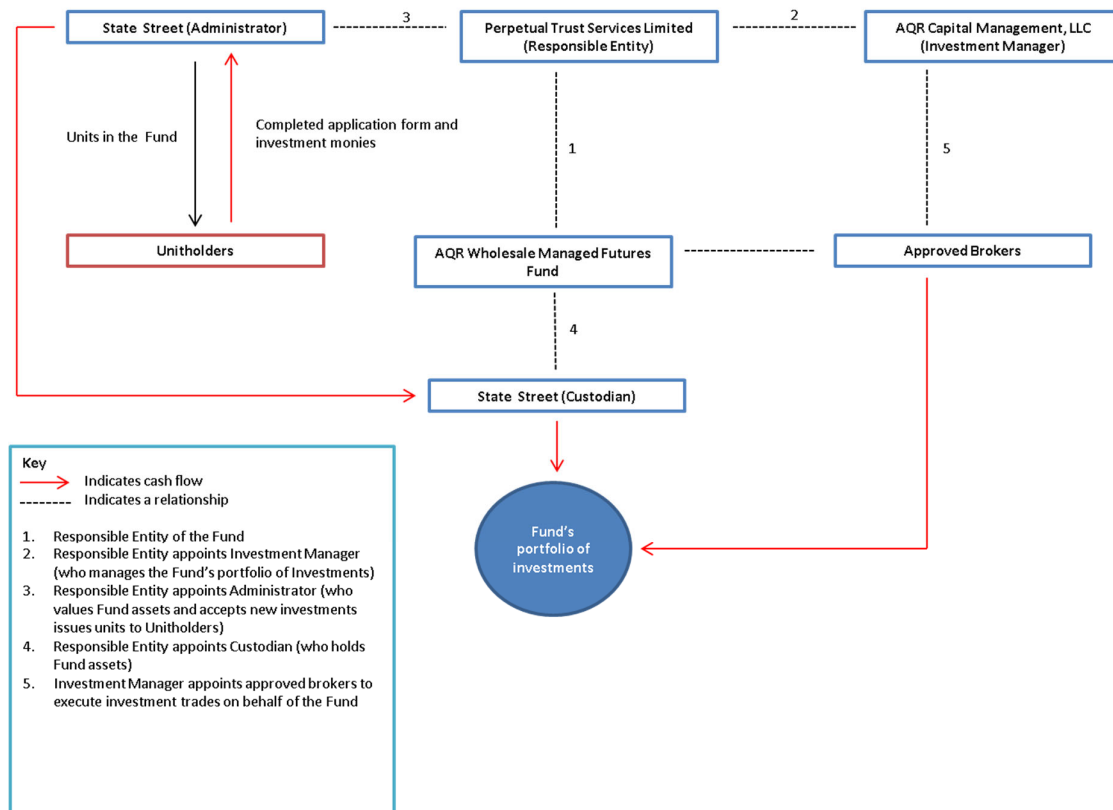 State Street (Administrator)
3
Perpetual Trust Services Limited
(Responsible Entity)
2
AQR Capital Management, LLC
(Investment Manager)
Units in the Fund
Completed application form and
investment monies
1
5
Unitholders
AQR Wholesale Managed Futures
Fund
Approved Brokers
4
State Street (Custodian)
Key
Indicates cash flow
Indicates a relationship
1. Responsible Entity of the Fund
2. Responsible Entity appoints Investment Manager
(who manages the Fund's portfolio of Investments)
3. Responsible Entity appoints Administrator (who
values Fund assets and accepts new investments
issues units to Unitholders)
4. Responsible Entity appoints Custodian (who holds
Fund assets)
5. Investment Manager appoints approved brokers to
execute investment trades on behalf of the Fund
Fund's
portfolio of
investments